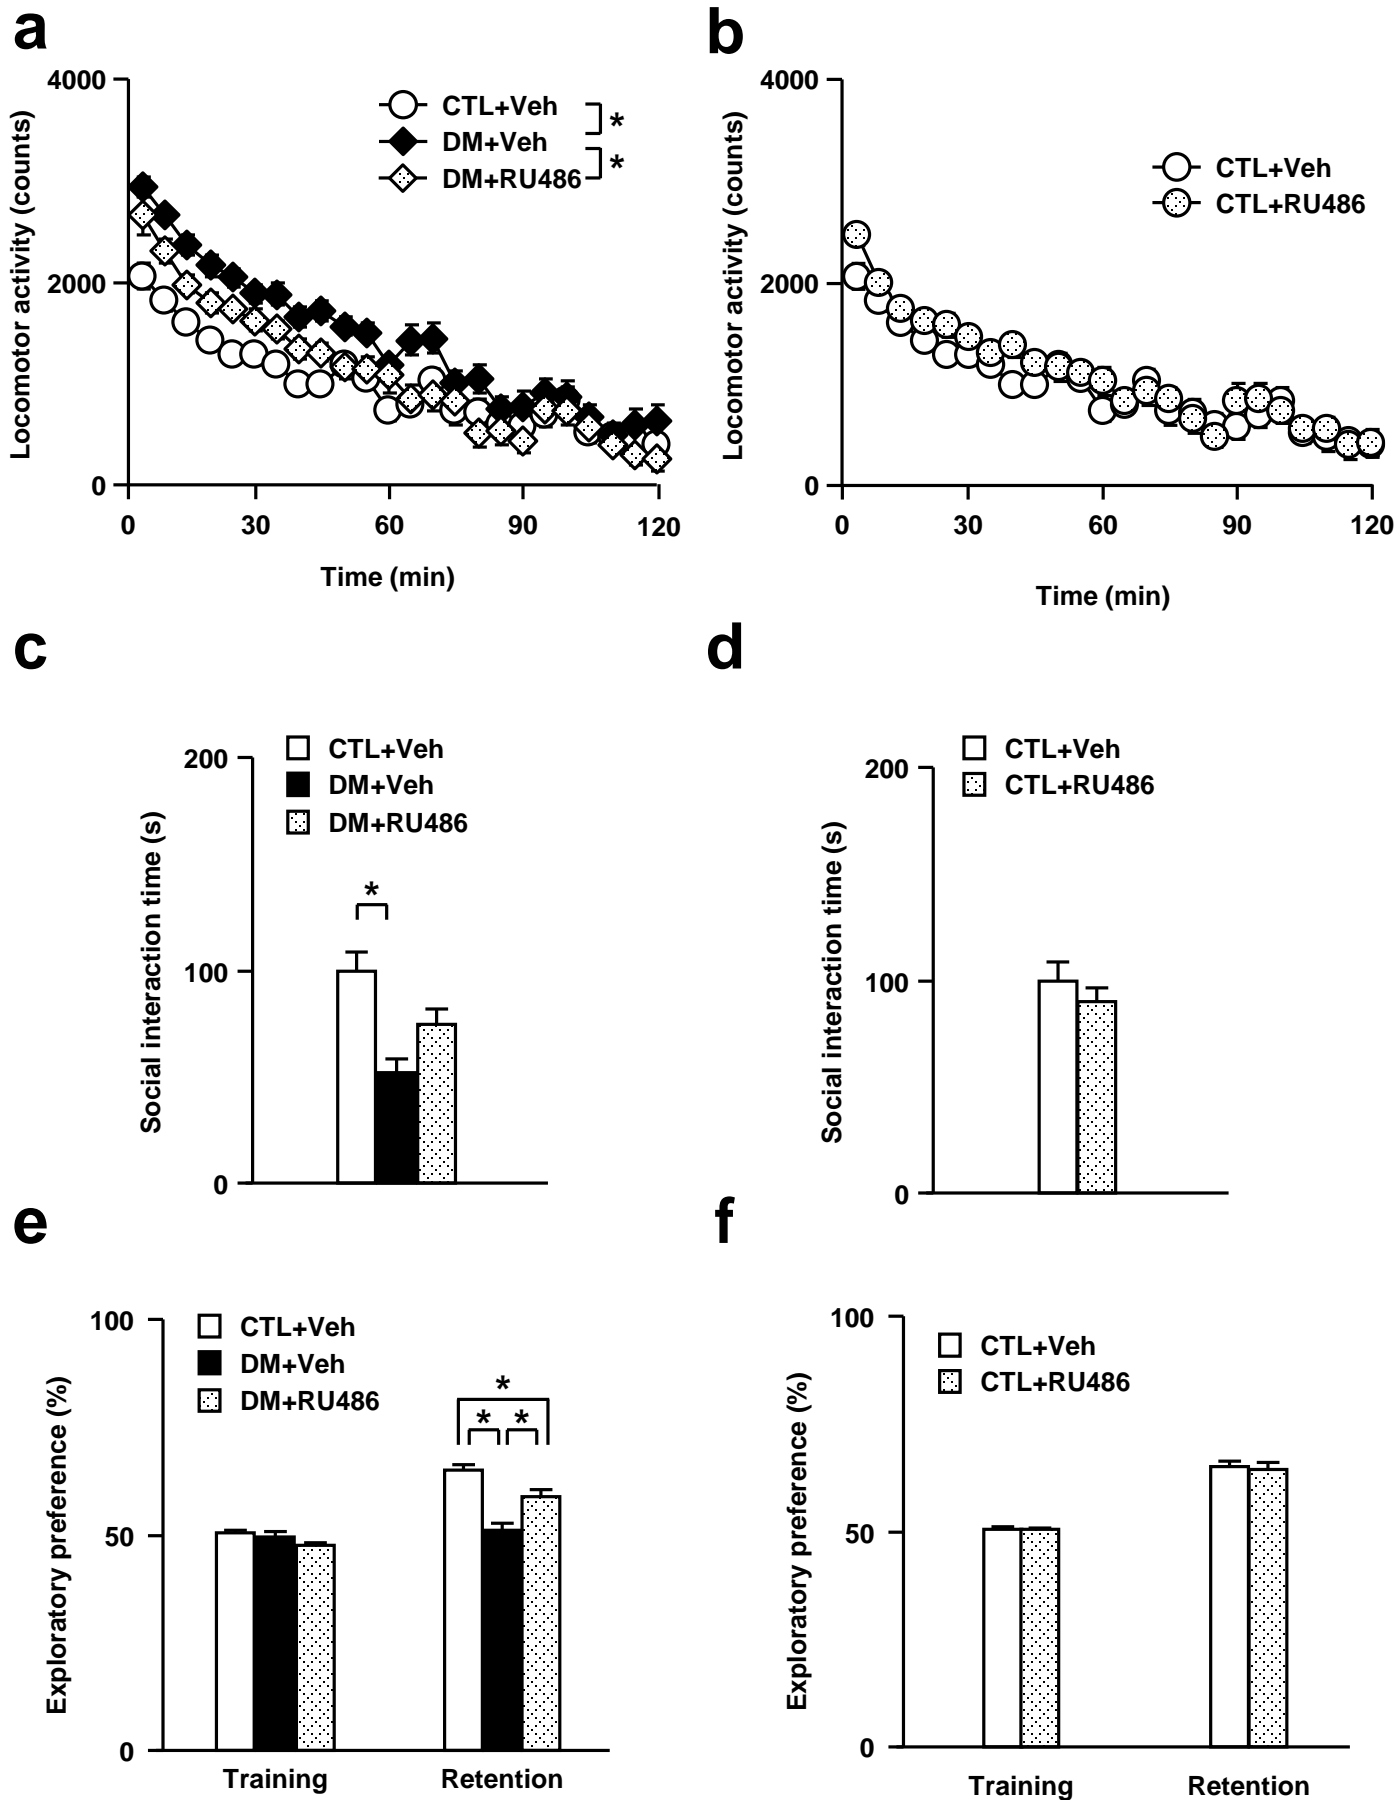 a
4000
2000
0
Locomotor activity (counts)
CTL+Veh
DM+Veh
DM+RU486
*
*
0 30 60 90 120
Time (min)
b
4000
2000
0
Locomotor activity (counts)
CTL+Veh
CTL+RU486
0 30 60 90 120
Time (min)
c
200
100
0
Social interaction time (s)
CTL+Veh
DM+Veh
DM+RU486
*
d
200
100
0
Social interaction time (s)
CTL+Veh
CTL+RU486
e
100
50
0
Exploratory preference (%)
CTL+Veh
DM+Veh
DM+RU486
*
* *
Training Retention
f
100
50
0
Exploratory preference (%)
CTL+Veh
CTL+RU486
Training Retention